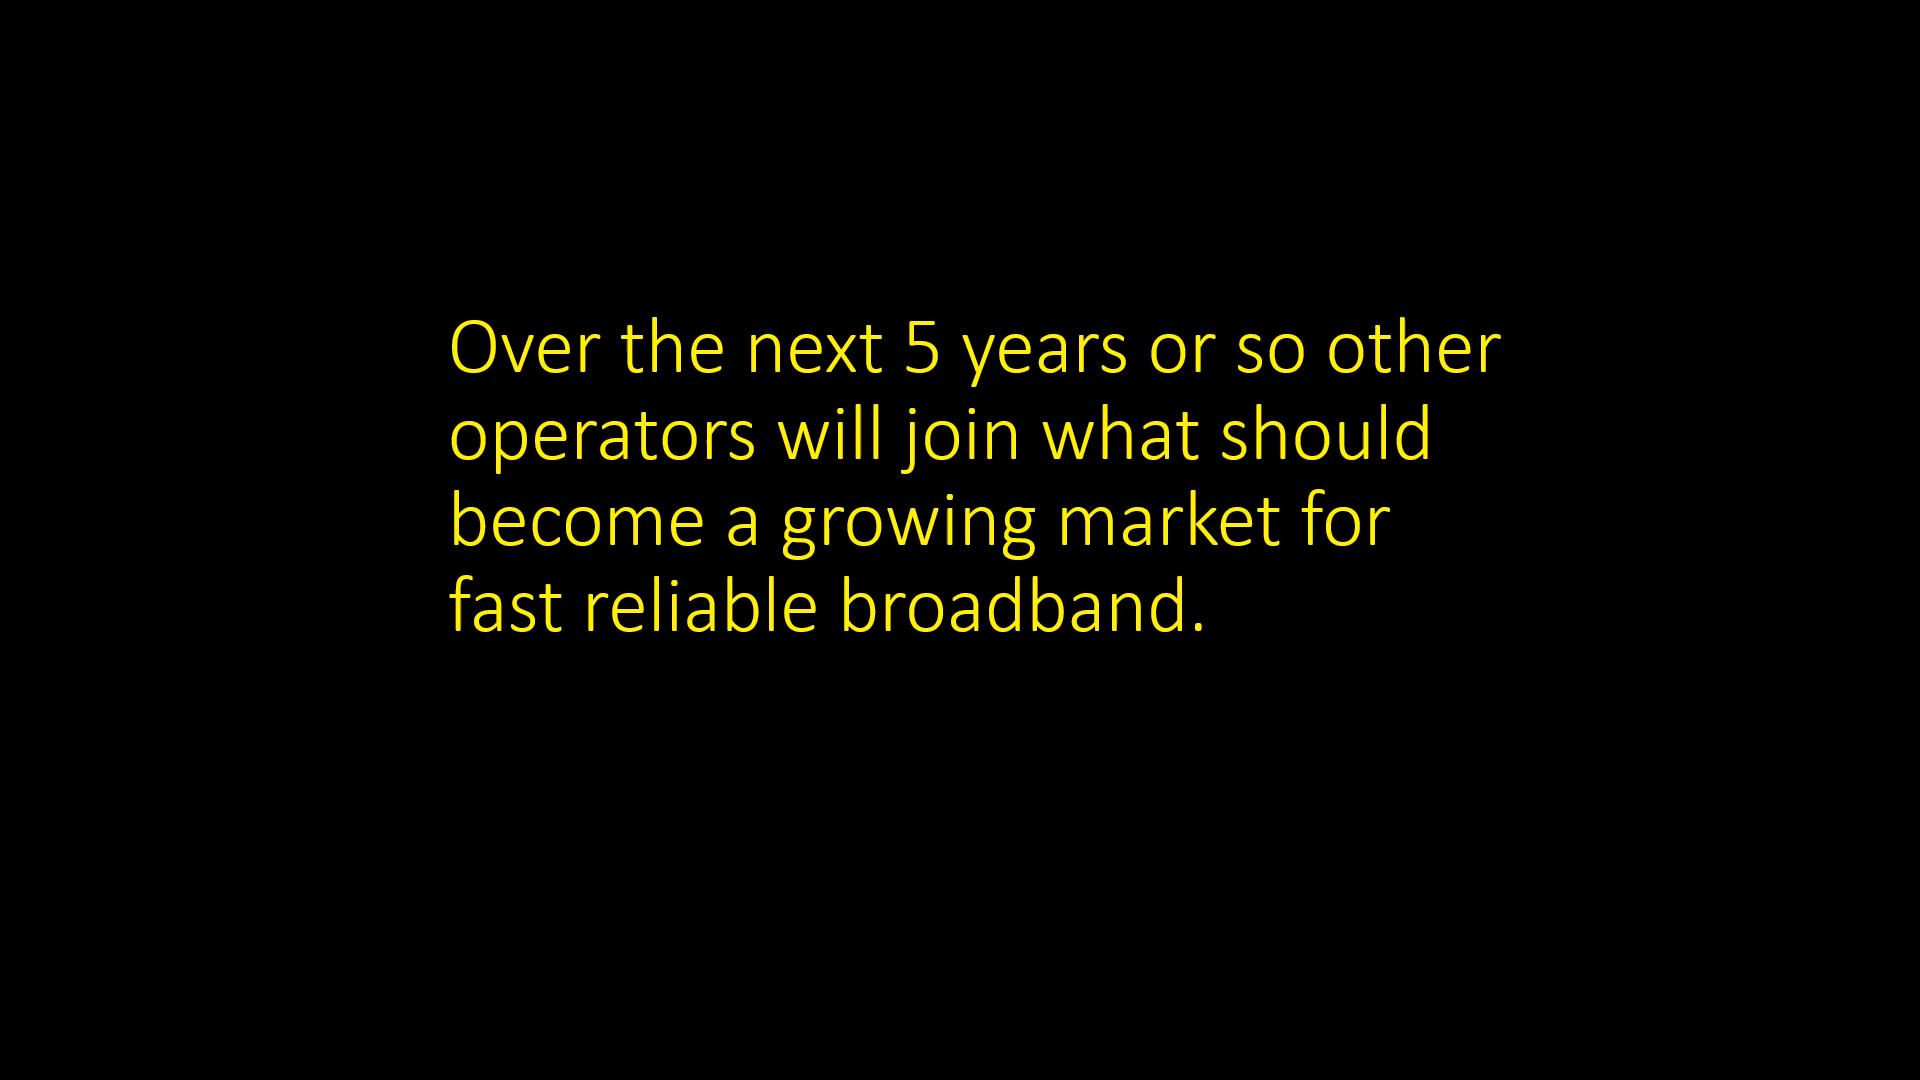 Over the next 5 years or so other
operators will join what should
become a growing market for
fast reliable broadband.